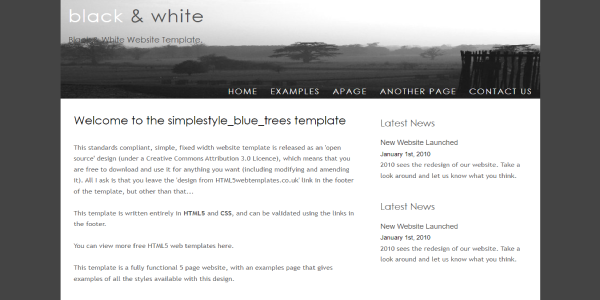 black & white
Black & White Website Template
HOME EXAMPLES APAGE ANOTHER PAGE CONTACT US
Welcome to the simplestyle_blue_trees template
This standards compliant, simple, fixed width website template is released as an 'open
source' design (under a Creative Commons Attribution 3.0 Licence), which means that you
are free to download and use it for anything you want (including modifying and amending
it). All I ask is that you leave the 'design from HTML5webtemplates.co.uk' link in the footer
of the template, but other than that...
This template is written entirely in HTML5 and CSS, and can be validated using the links in
the footer.
You can view more free HTML5 web templates here.
This template is a fully functional 5 page website, with an examples page that gives
examples of all the styles available with this design.
Latest News
New Website Launched
January 1st, 2010
2010 sees the redesign of our website. Take a
look around and let us know what you think.
Latest News
New Website Launched
January 1st, 2010
2010 sees the redesign of our website. Take a
look around and let us know what you think.